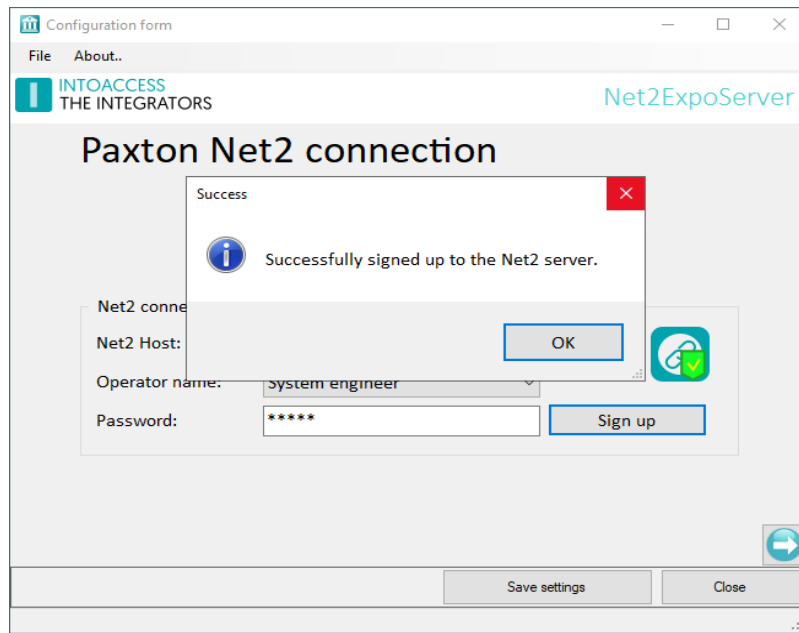 Configuration form
File About..
INTOACCESS
THE INTEGRATORS
Net2ExpoServer
Paxton Net2 connection
Success
Successfully signed up to the Net2 server.
OK
Net2 conne
Net2 Host:
Operator name:
System engineer
Password:
*****
Sign up
Save settings
Close